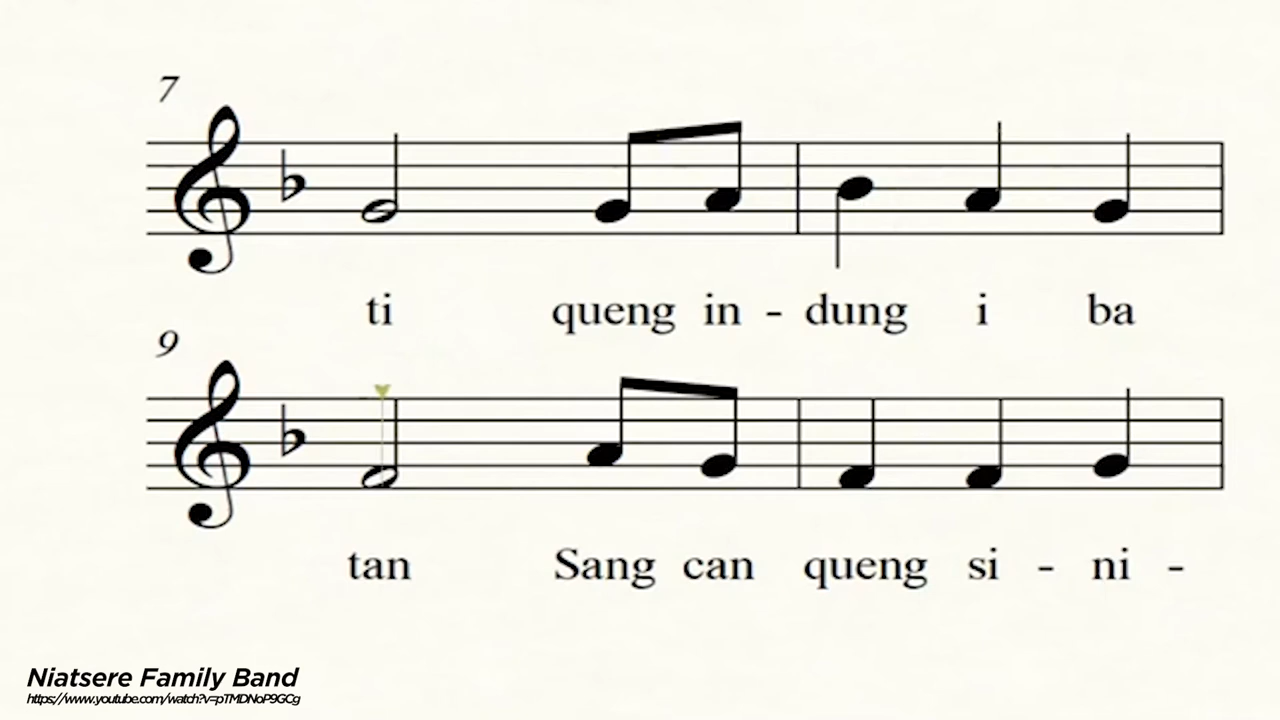 7
ti queng in - dung i ba
9
tan Sang can queng si - ni -
Niatsere Family Band
https://www.youtube.com/watch?v=pTMDNoP9GCg